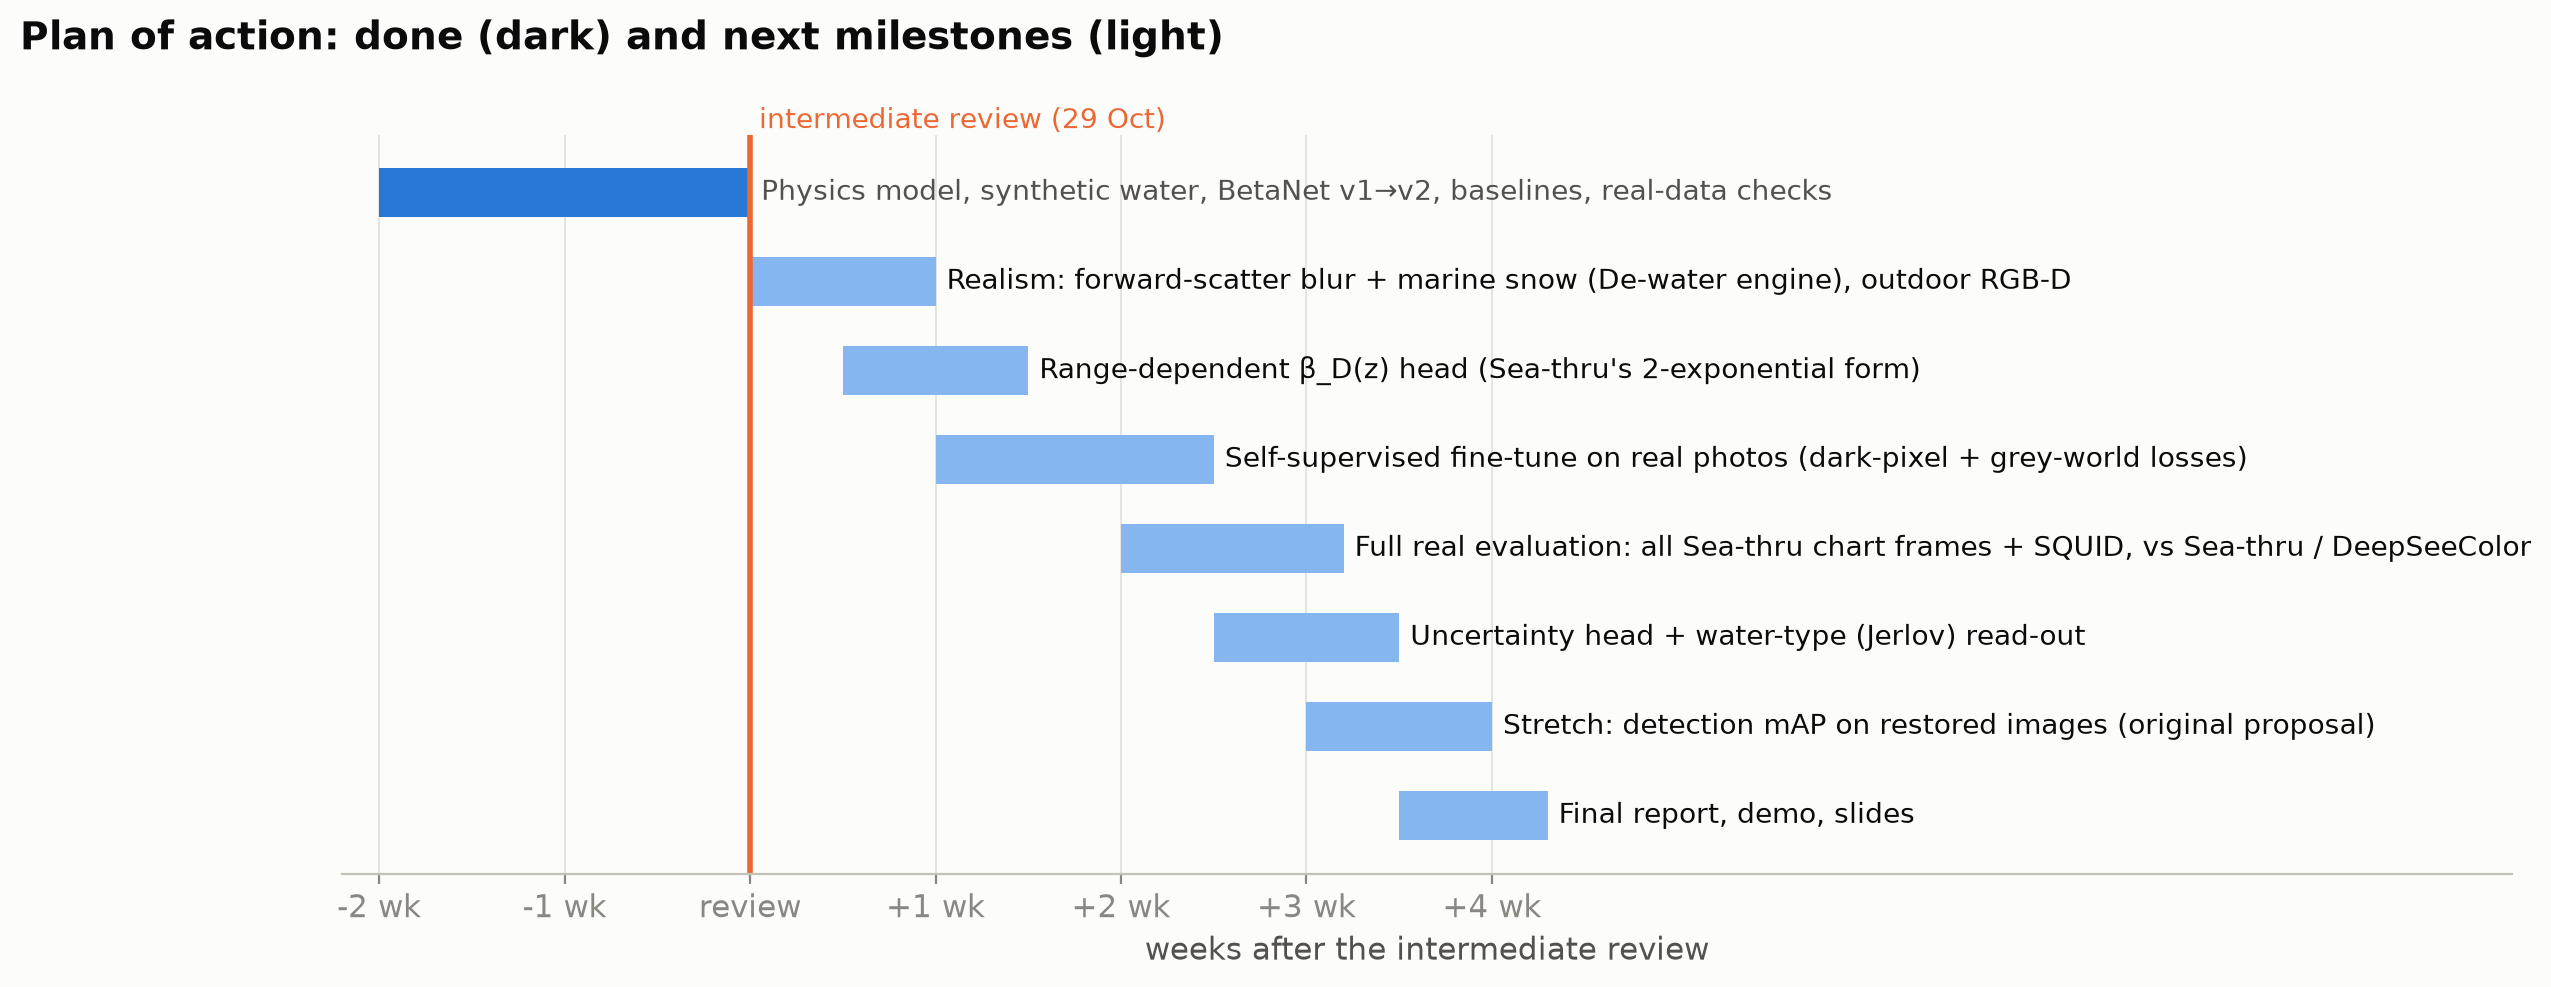 Plan of action: done (dark) and next milestones (light)
intermediate review (29 Oct)
Physics model, synthetic water, BetaNet v1→v2, baselines, real-data checks
Realism: forward-scatter blur + marine snow (De-water engine), outdoor RGB-D
Range-dependent β_D(z) head (Sea-thru's 2-exponential form)
Self-supervised fine-tune on real photos (dark-pixel + grey-world losses)
Full real evaluation: all Sea-thru chart frames + SQUID, vs Sea-thru / DeepSeeColor
Uncertainty head + water-type (Jerlov) read-out
Stretch: detection mAP on restored images (original proposal)
Final report, demo, slides
-2 wk -1 wk review +1 wk +2 wk +3 wk +4 wk
weeks after the intermediate review